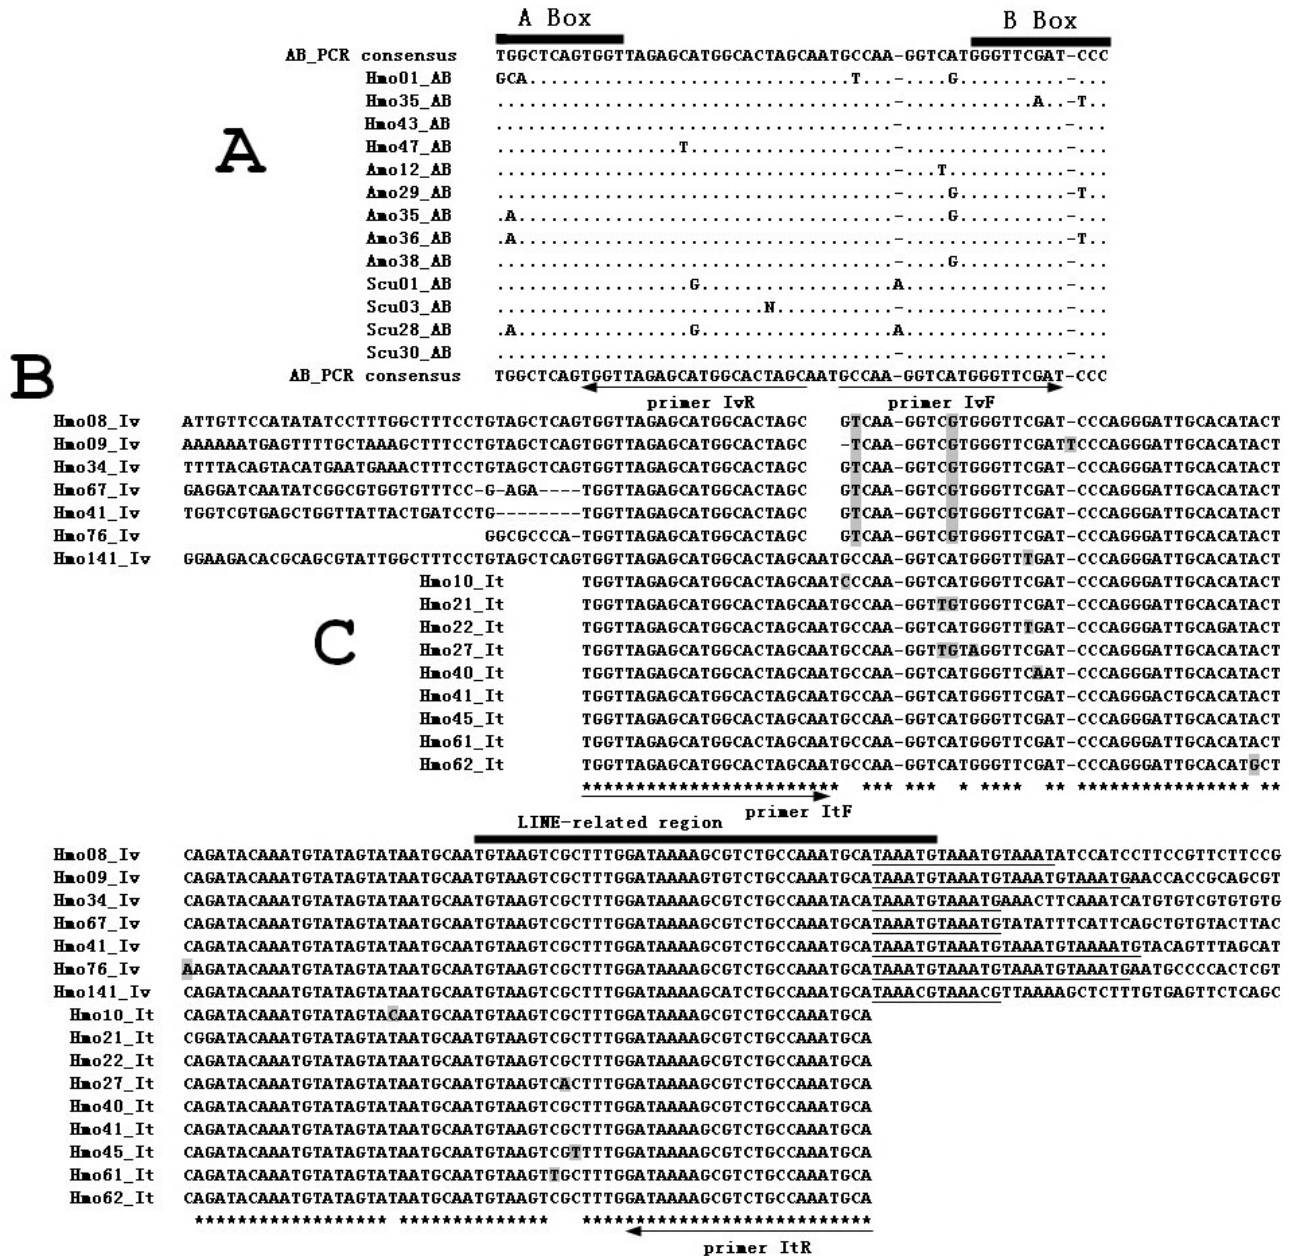 A Box B Box
AB_PCR consensus TGGCTCAGTGGTTAGAGCATGGCACTAGCAATGCCAA-GGTCATGGGTTCGAT-CCC
Hmo01_AB GCA..............................T...-....G..........-...
Hmo35_AB .....................................-............A..-T..
Hmo43_AB .....................................-...............-...
Hmo47_AB .................T...................-...............-...
Amo12_AB .....................................-...T...........-...
Amo29_AB .....................................-....G..........-T..
Amo35_AB .A...................................-....G..........-...
Amo36_AB .A...................................-...............-T..
Amo38_AB .....................................-....G..........-...
Scu01_AB ..................G..................A...............-...
Scu03_AB .........................N...........-...............-...
Scu28_AB .A................G..................A...............-...
Scu30_AB .....................................-...............-...
AB_PCR consensus TGGCTCAGTGGTTAGAGCATGGCACTAGCAATGCCAA-GGTCATGGGTTCGAT-CCC
A
B
primer IvR primer IvF
Hmo08_Iv ATTGTTCCATATATCCTTTGGCTTTCCTGTAGCTCAGTGGTTAGAGCATGGCACTAGC GTCAA-GGTCGTGGGTTCGAT-CCCAGGGATTGCACATACT
Hmo09_Iv AAAAAATGAGTTTTGCTAAAGCTTTCCTGTAGCTCAGTGGTTAGAGCATGGCACTAGC -TCAA-GGTCGTGGGTTCGATTCCCAGGGATTGCACATACT
Hmo34_Iv TTTTACAGTACATGAATGAAACTTTCCTGTAGCTCAGTGGTTAGAGCATGGCACTAGC GTCAA-GGTCGTGGGTTCGAT-CCCAGGGATTGCACATACT
Hmo67_Iv GAGGATCAATATCGGCGTGGTGTTTCC-G-AGA----TGGTTAGAGCATGGCACTAGC GTCAA-GGTCGTGGGTTCGAT-CCCAGGGATTGCACATACT
Hmo41_Iv TGGTCGTGAGCTGGTTATTACTGATCCTG--------TGGTTAGAGCATGGCACTAGC GTCAA-GGTCGTGGGTTCGAT-CCCAGGGATTGCACATACT
Hmo76_Iv GGCGCCCA-TGGTTAGAGCATGGCACTAGC GTCAA-GGTCGTGGGTTCGAT-CCCAGGGATTGCACATACT
Hmo141_Iv GGAAGACACGCAGCGTATTGGCTTTCCTGTAGCTCAGTGGTTAGAGCATGGCACTAGCAATGCCAA-GGTCATGGGTTTGAT-CCCAGGGATTGCACATACT
Hmo10_It TGGTTAGAGCATGGCACTAGCAATCCCAA-GGTCATGGGTTCGAT-CCCAGGGATTGCACATACT
Hmo21_It TGGTTAGAGCATGGCACTAGCAATGCCAA-GGTTGTGGGTTCGAT-CCCAGGGATTGCACATACT
Hmo22_It TGGTTAGAGCATGGCACTAGCAATGCCAA-GGTCATGGGTTTGAT-CCCAGGGATTGCAGATACT
Hmo27_It TGGTTAGAGCATGGCACTAGCAATGCCAA-GGTTGTAGGTTCGAT-CCCAGGGATTGCACATACT
Hmo40_It TGGTTAGAGCATGGCACTAGCAATGCCAA-GGTCATGGGTTCAAT-CCCAGGGATTGCACATACT
Hmo41_It TGGTTAGAGCATGGCACTAGCAATGCCAA-GGTCATGGGTTCGAT-CCCAGGGACTGCACATACT
Hmo45_It TGGTTAGAGCATGGCACTAGCAATGCCAA-GGTCATGGGTTCGAT-CCCAGGGATTGCACATACT
Hmo61_It TGGTTAGAGCATGGCACTAGCAATGCCAA-GGTCATGGGTTCGAT-CCCAGGGATTGCACATACT
Hmo62_It TGGTTAGAGCATGGCACTAGCAATGCCAA-GGTCATGGGTTCGAT-CCCAGGGATTGCACATGCT
C
************************ *** *** * **** ** *************** **
primer ItF
LINE-related region
Hmo08_Iv CAGATACAAATGTATAGTATAATGCAATGTAAGTCGCTTTGGATAAAAGCGTCTGCCAAATGCATAAATGTAAATGTAAATATCCATCCTTCCGTTCTTCCG
Hmo09_Iv CAGATACAAATGTATAGTATAATGCAATGTAAGTCGCTTTGGATAAAAGTGTCTGCCAAATGCATAAATGTAAATGTAAATGTAAATGAACCACCGCAGCGT
Hmo34_Iv CAGATACAAATGTATAGTATAATGCAATGTAAGTCGCTTTGGATAAAAGCGTCTGCCAAATACATAAATGTAAATGAAACTTCAAATCATGTGTCGTGTGTG
Hmo67_Iv CAGATACAAATGTATAGTATAATGCAATGTAAGTCGCTTTGGATAAAAGCGTCTGCCAAATGCATAAATGTAAATGTATATTTCATTCAGCTGTGTACTTAC
Hmo41_Iv CAGATACAAATGTATAGTATAATGCAATGTAAGTCGCTTTGGATAAAAGCGTCTGCCAAATGCATAAATGTAAATGTAAATGTAAAATGTACAGTTTAGCAT
Hmo76_Iv AAGATACAAATGTATAGTATAATGCAATGTAAGTCGCTTTGGATAAAAGCGTCTGCCAAATGCATAAATGTAAATGTAAATGTAAATGAATGCCCCACTCGT
Hmo141_Iv CAGATACAAATGTATAGTATAATGCAATGTAAGTCGCTTTGGATAAAAGCATCTGCCAAATGCATAAACGTAAACGTTAAAAGCTCTTTGTGAGTTCTCAGC
Hmo10_It CAGATACAAATGTATAGTACAATGCAATGTAAGTCGCTTTGGATAAAAGCGTCTGCCAAATGCA
Hmo21_It CGGATACAAATGTATAGTATAATGCAATGTAAGTCGCTTTGGATAAAAGCGTCTGCCAAATGCA
Hmo22_It CAGATACAAATGTATAGTATAATGCAATGTAAGTCGCTTTGGATAAAAGCGTCTGCCAAATGCA
Hmo27_It CAGATACAAATGTATAGTATAATGCAATGTAAGTCACTTTGGATAAAAGCGTCTGCCAAATGCA
Hmo40_It CAGATACAAATGTATAGTATAATGCAATGTAAGTCGCTTTGGATAAAAGCGTCTGCCAAATGCA
Hmo41_It CAGATACAAATGTATAGTATAATGCAATGTAAGTCGCTTTGGATAAAAGCGTCTGCCAAATGCA
Hmo45_It CAGATACAAATGTATAGTATAATGCAATGTAAGTCGTTTTGGATAAAAGCGTCTGCCAAATGCA
Hmo61_It CAGATACAAATGTATAGTATAATGCAATGTAAGTTGCTTTGGATAAAAGCGTCTGCCAAATGCA
Hmo62_It CAGATACAAATGTATAGTATAATGCAATGTAAGTCGCTTTGGATAAAAGCGTCTGCCAAATGCA
****************** ************** ***************************
primer ItR